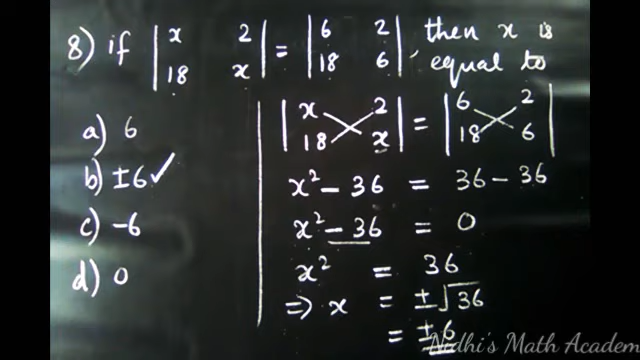 8) if | x 2 | = | 6 2 | , then x is
| 18 x | | 18 6 | equal to
a) 6
b) ±6 ✓
c) -6
d) 0
| x 2 | = | 6 2 |
| 18 x | | 18 6 |
x² - 36 = 36 - 36
x² - 36 = 0
x² = 36
=> x = ±√36
= ±6
Nidhi's Math Academ